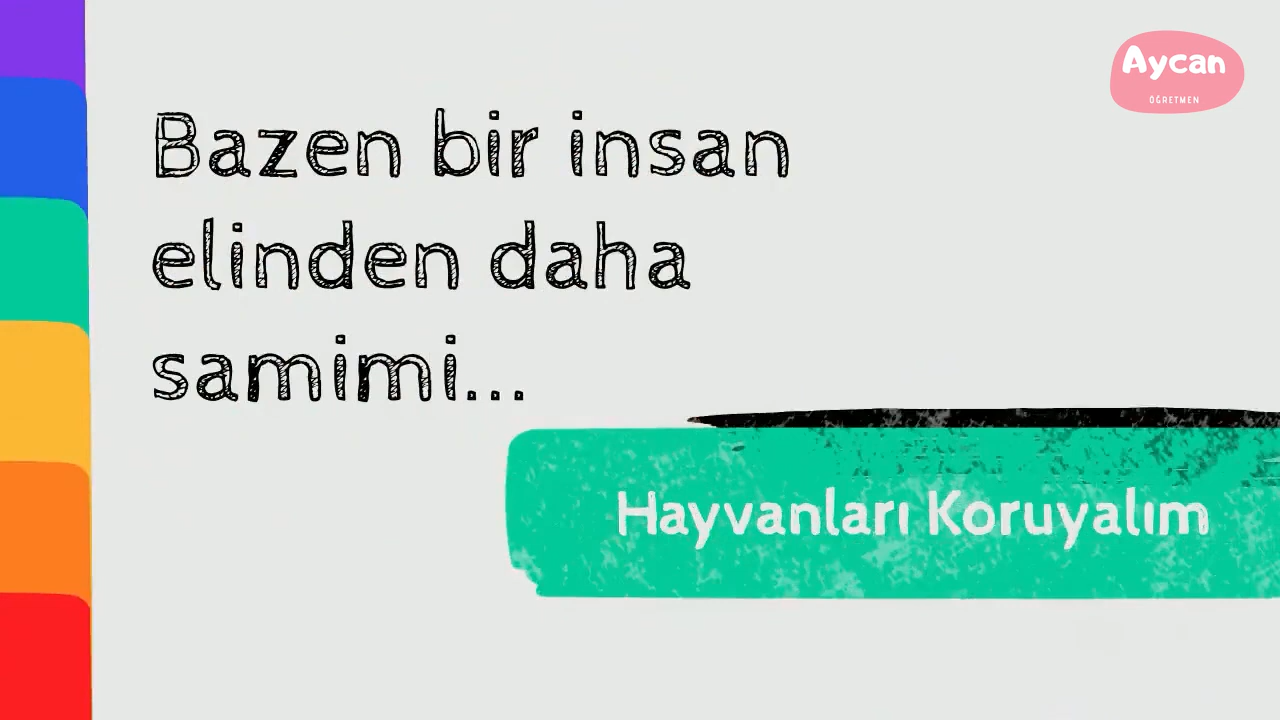 Aycan
ÖĞRETMEN
Bazen bir insan
elinden daha
samimi...
Hayvanları Koruyalım